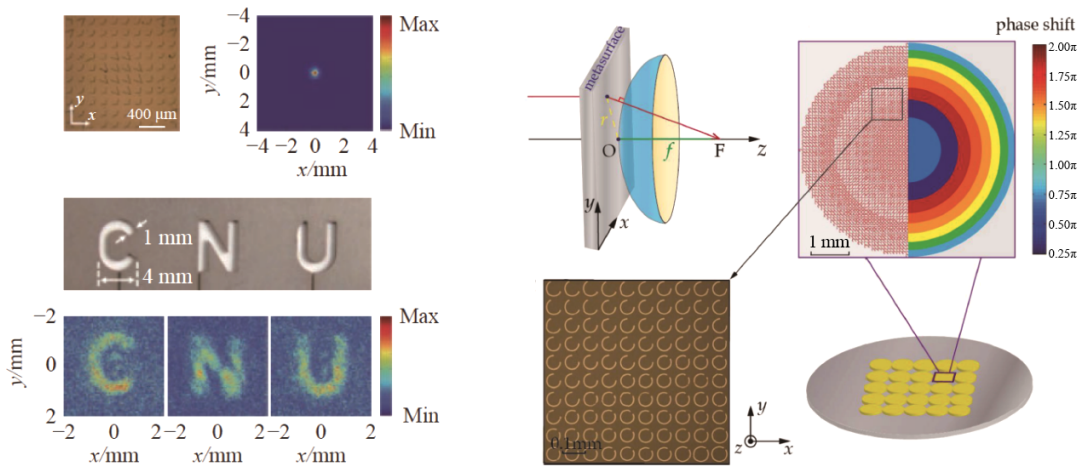 y
x
400 μm
y/mm
−4
−2
0
2
4
−4 −2 0 2 4
x/mm
Max
Min
C N U
1 mm
4 mm
−2
0
2
y/mm
−2 0 2
−2 0 2
−2 0 2
x/mm
x/mm
x/mm
Max
Min
metasurface
r
O
f
F
z
y
x
0.1mm
y
z
x
phase shift
2.00π
1.75π
1.50π
1.25π
1.00π
0.75π
0.50π
0.25π
1 mm